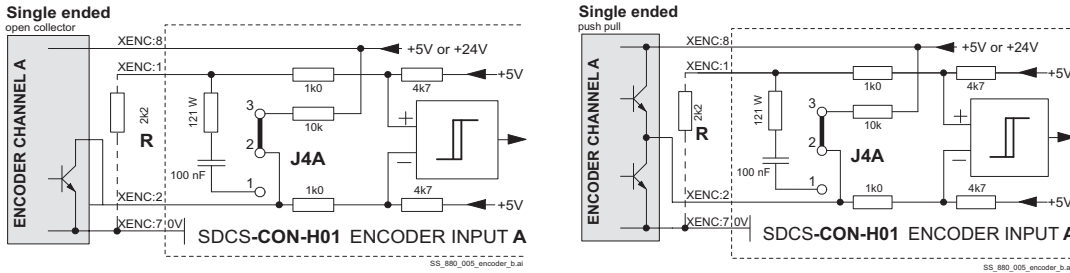 Single ended
open collector
ENCODER CHANNEL A
XENC:8
+5V or +24V
XENC:1
+5V
1k0
4k7
2k2
R
121 W
3
10k
2
J4A
+
−
100 nF
1
1k0
4k7
XENC:2
+5V
XENC:7 0V
SDCS-CON-H01 ENCODER INPUT A
SS_880_005_encoder_b.ai
Single ended
push pull
ENCODER CHANNEL A
XENC:8
+5V or +24V
XENC:1
+5V
1k0
4k7
2k2
R
121 W
3
10k
2
J4A
+
−
100 nF
1
1k0
4k7
XENC:2
+5V
XENC:7 0V
SDCS-CON-H01 ENCODER INPUT A
SS_880_005_encoder_b.a